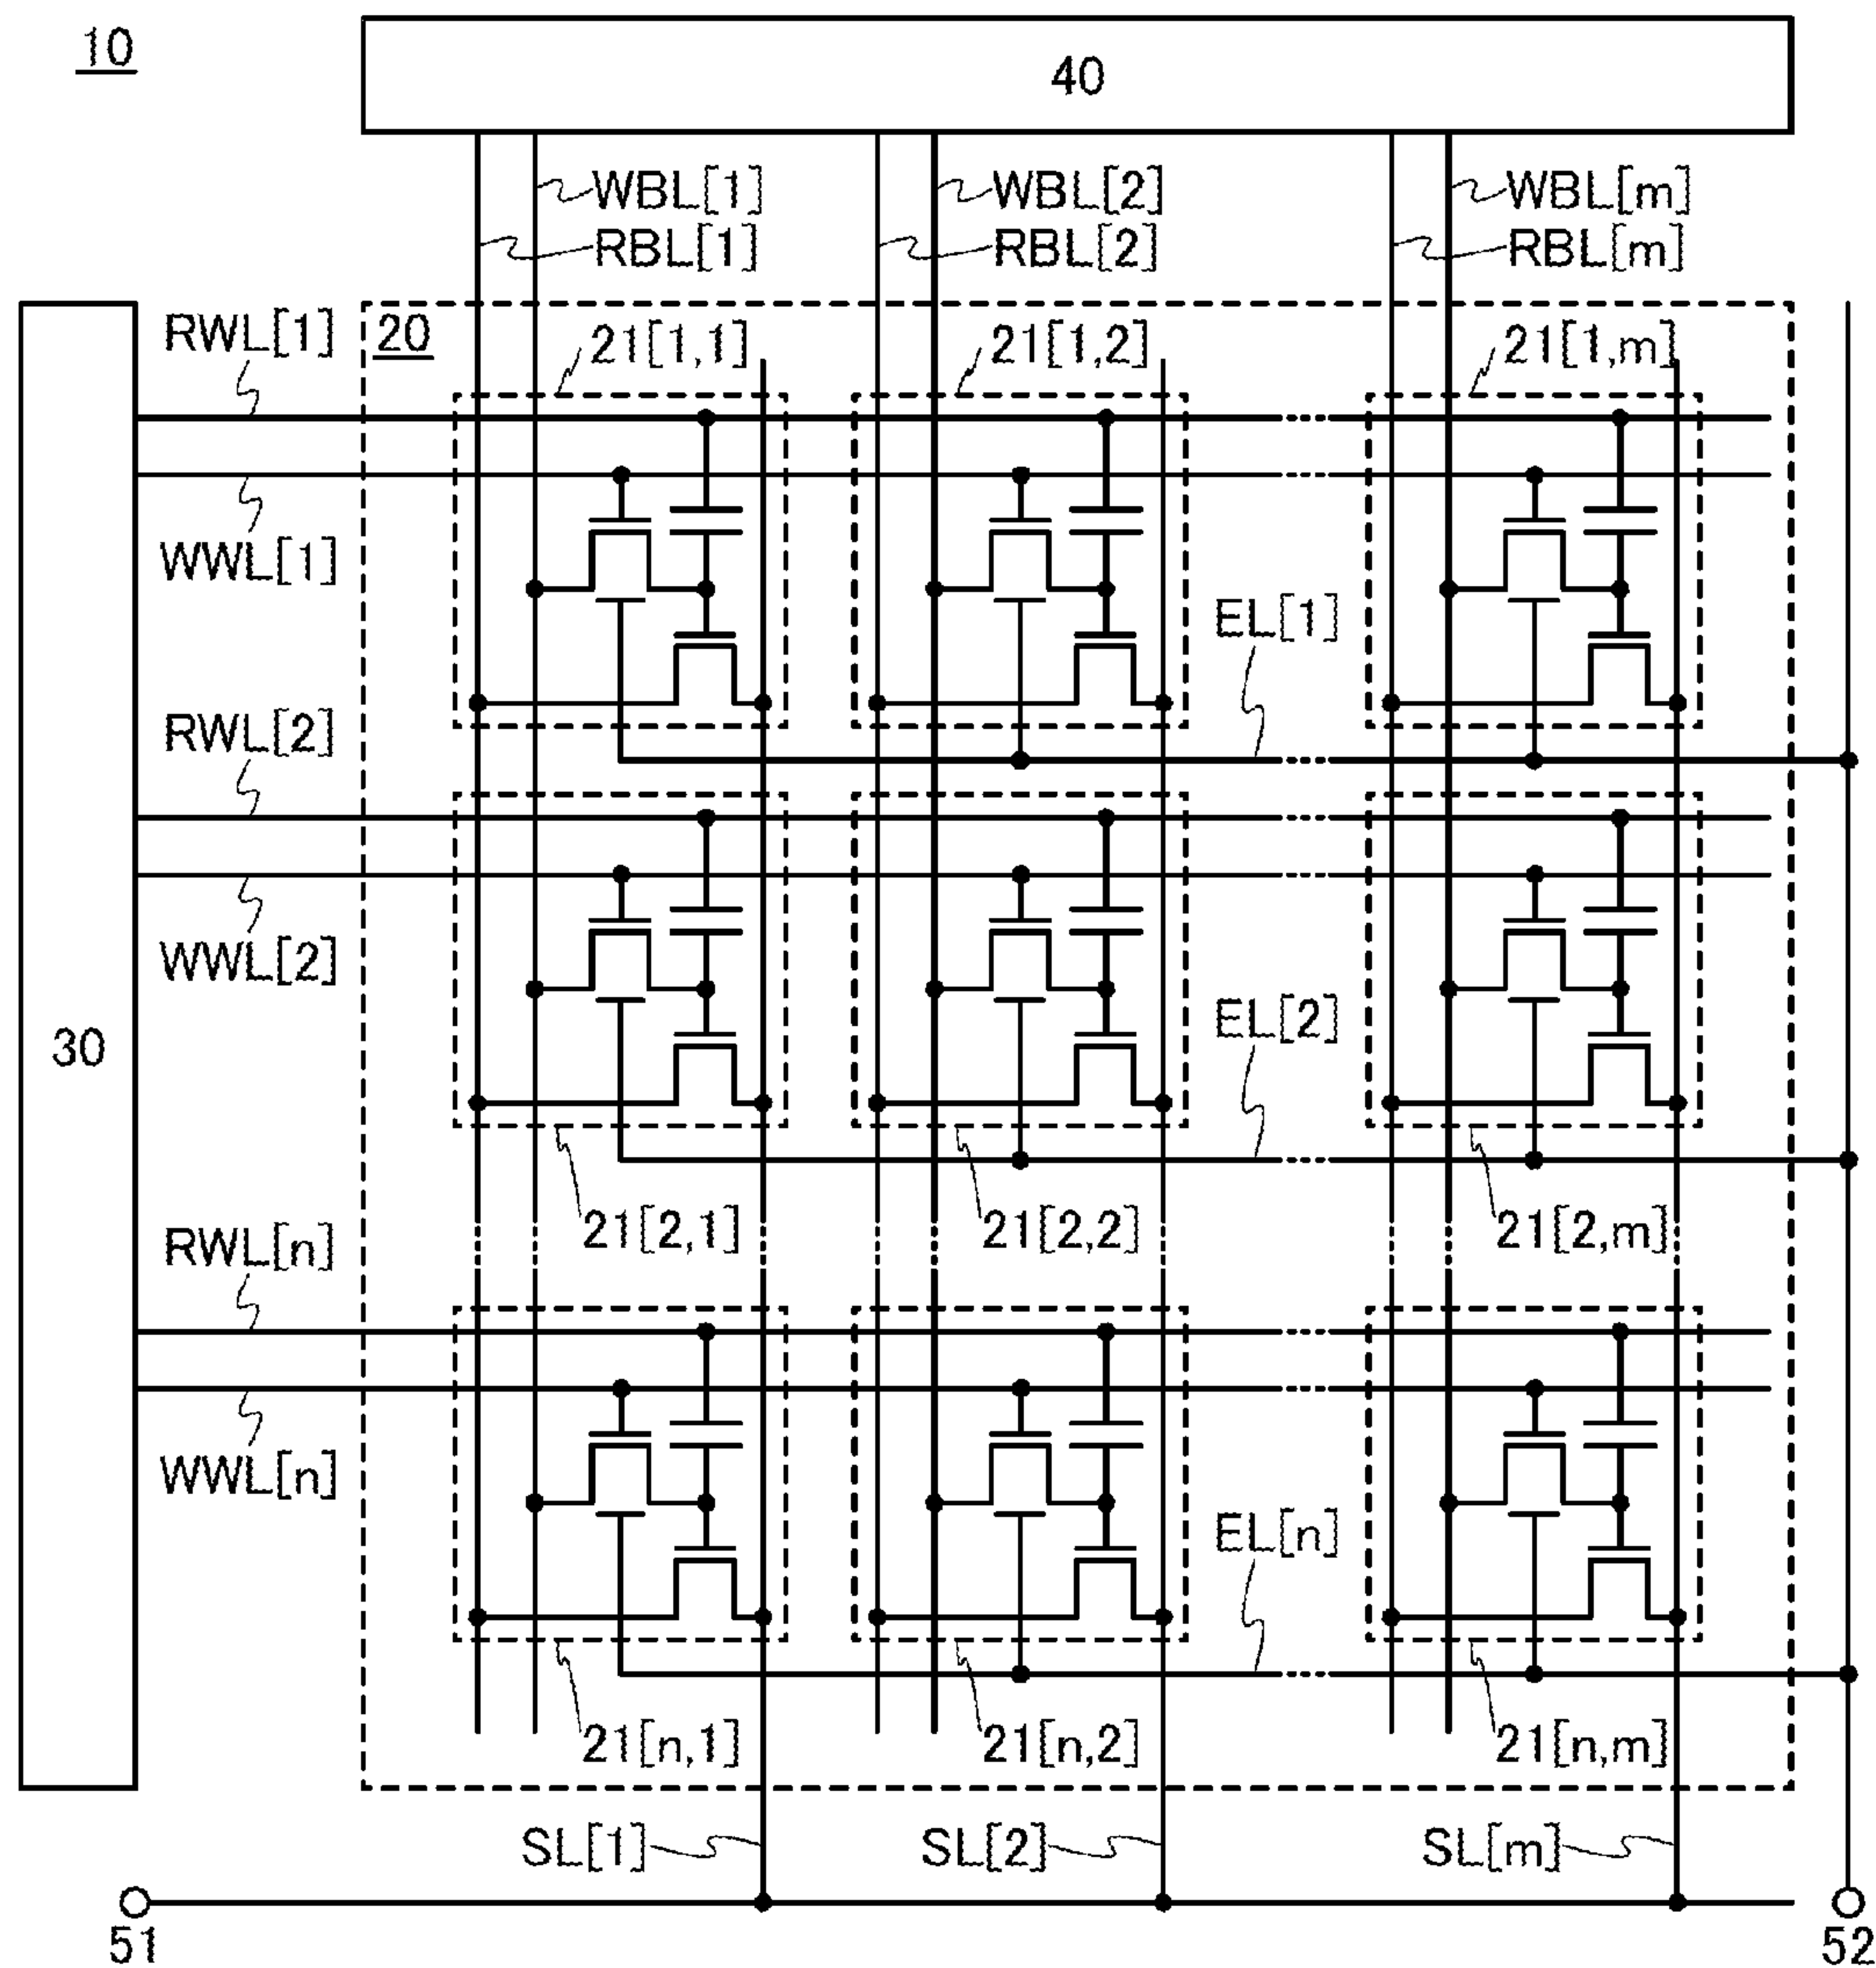 10
40
WBL[1] WBL[2] WBL[m]
RBL[1] RBL[2] RBL[m]
RWL[1] 20 21[1,1] 21[1,2] 21[1,m]
WWL[1]
EL[1]
RWL[2]
WWL[2]
EL[2]
30
21[2,1] 21[2,2] 21[2,m]
RWL[n]
WWL[n]
EL[n]
21[n,1] 21[n,2] 21[n,m]
SL[1] SL[2] SL[m]
51 52